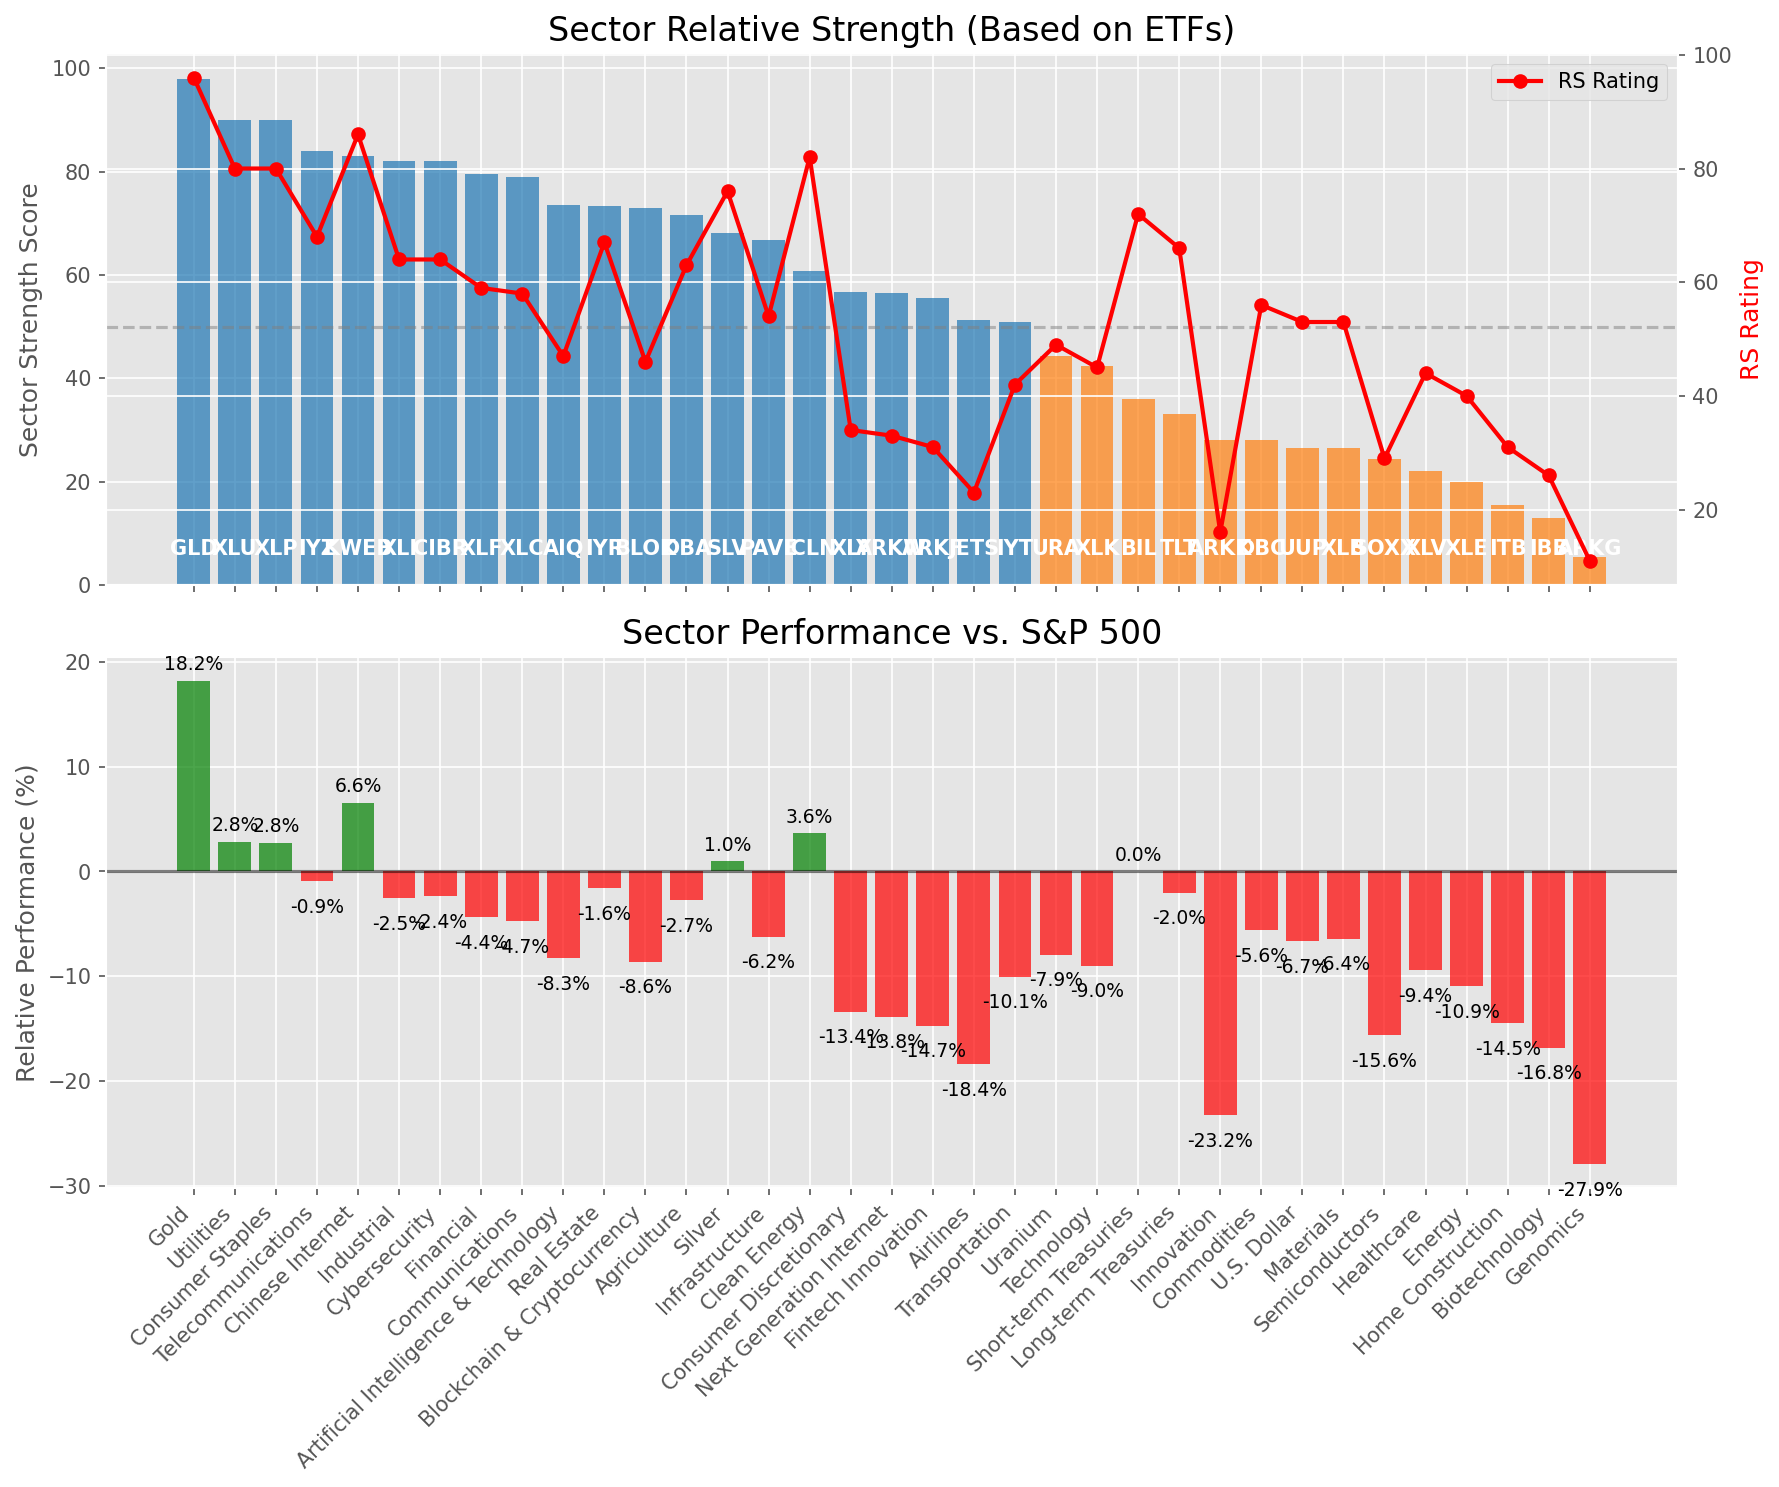 Sector Relative Strength (Based on ETFs)
100
80
60
40
20
0
Sector Strength Score
100
80
60
40
20
RS Rating
RS Rating
GLD XLU XLP IYZ KWEB XLI CIBR XLF XLC AIQ IYR BLOK DBA SLV PAVE ICLN XLY ARKW ARKF JETS IYT URA XLK BIL TLT ARKK DBC UUP XLB SOXX XLV XLE ITB IBB ARKG
Sector Performance vs. S&P 500
20
10
0
−10
−20
−30
Relative Performance (%)
18.2%
2.8%
2.8%
-0.9%
6.6%
-2.5%
-2.4%
-4.4%
-4.7%
-8.3%
-1.6%
-8.6%
-2.7%
1.0%
-6.2%
3.6%
-13.4%
-13.8%
-14.7%
-18.4%
-10.1%
-7.9%
-9.0%
0.0%
-2.0%
-23.2%
-5.6%
-6.7%
-6.4%
-15.6%
-9.4%
-10.9%
-14.5%
-16.8%
-27.9%
Gold
Utilities
Consumer Staples
Telecommunications
Chinese Internet
Industrial
Cybersecurity
Financial
Communications
Artificial Intelligence & Technology
Real Estate
Blockchain & Cryptocurrency
Agriculture
Silver
Infrastructure
Clean Energy
Consumer Discretionary
Next Generation Internet
Fintech Innovation
Airlines
Transportation
Uranium
Technology
Short-term Treasuries
Long-term Treasuries
Innovation
Commodities
U.S. Dollar
Materials
Semiconductors
Healthcare
Energy
Home Construction
Biotechnology
Genomics